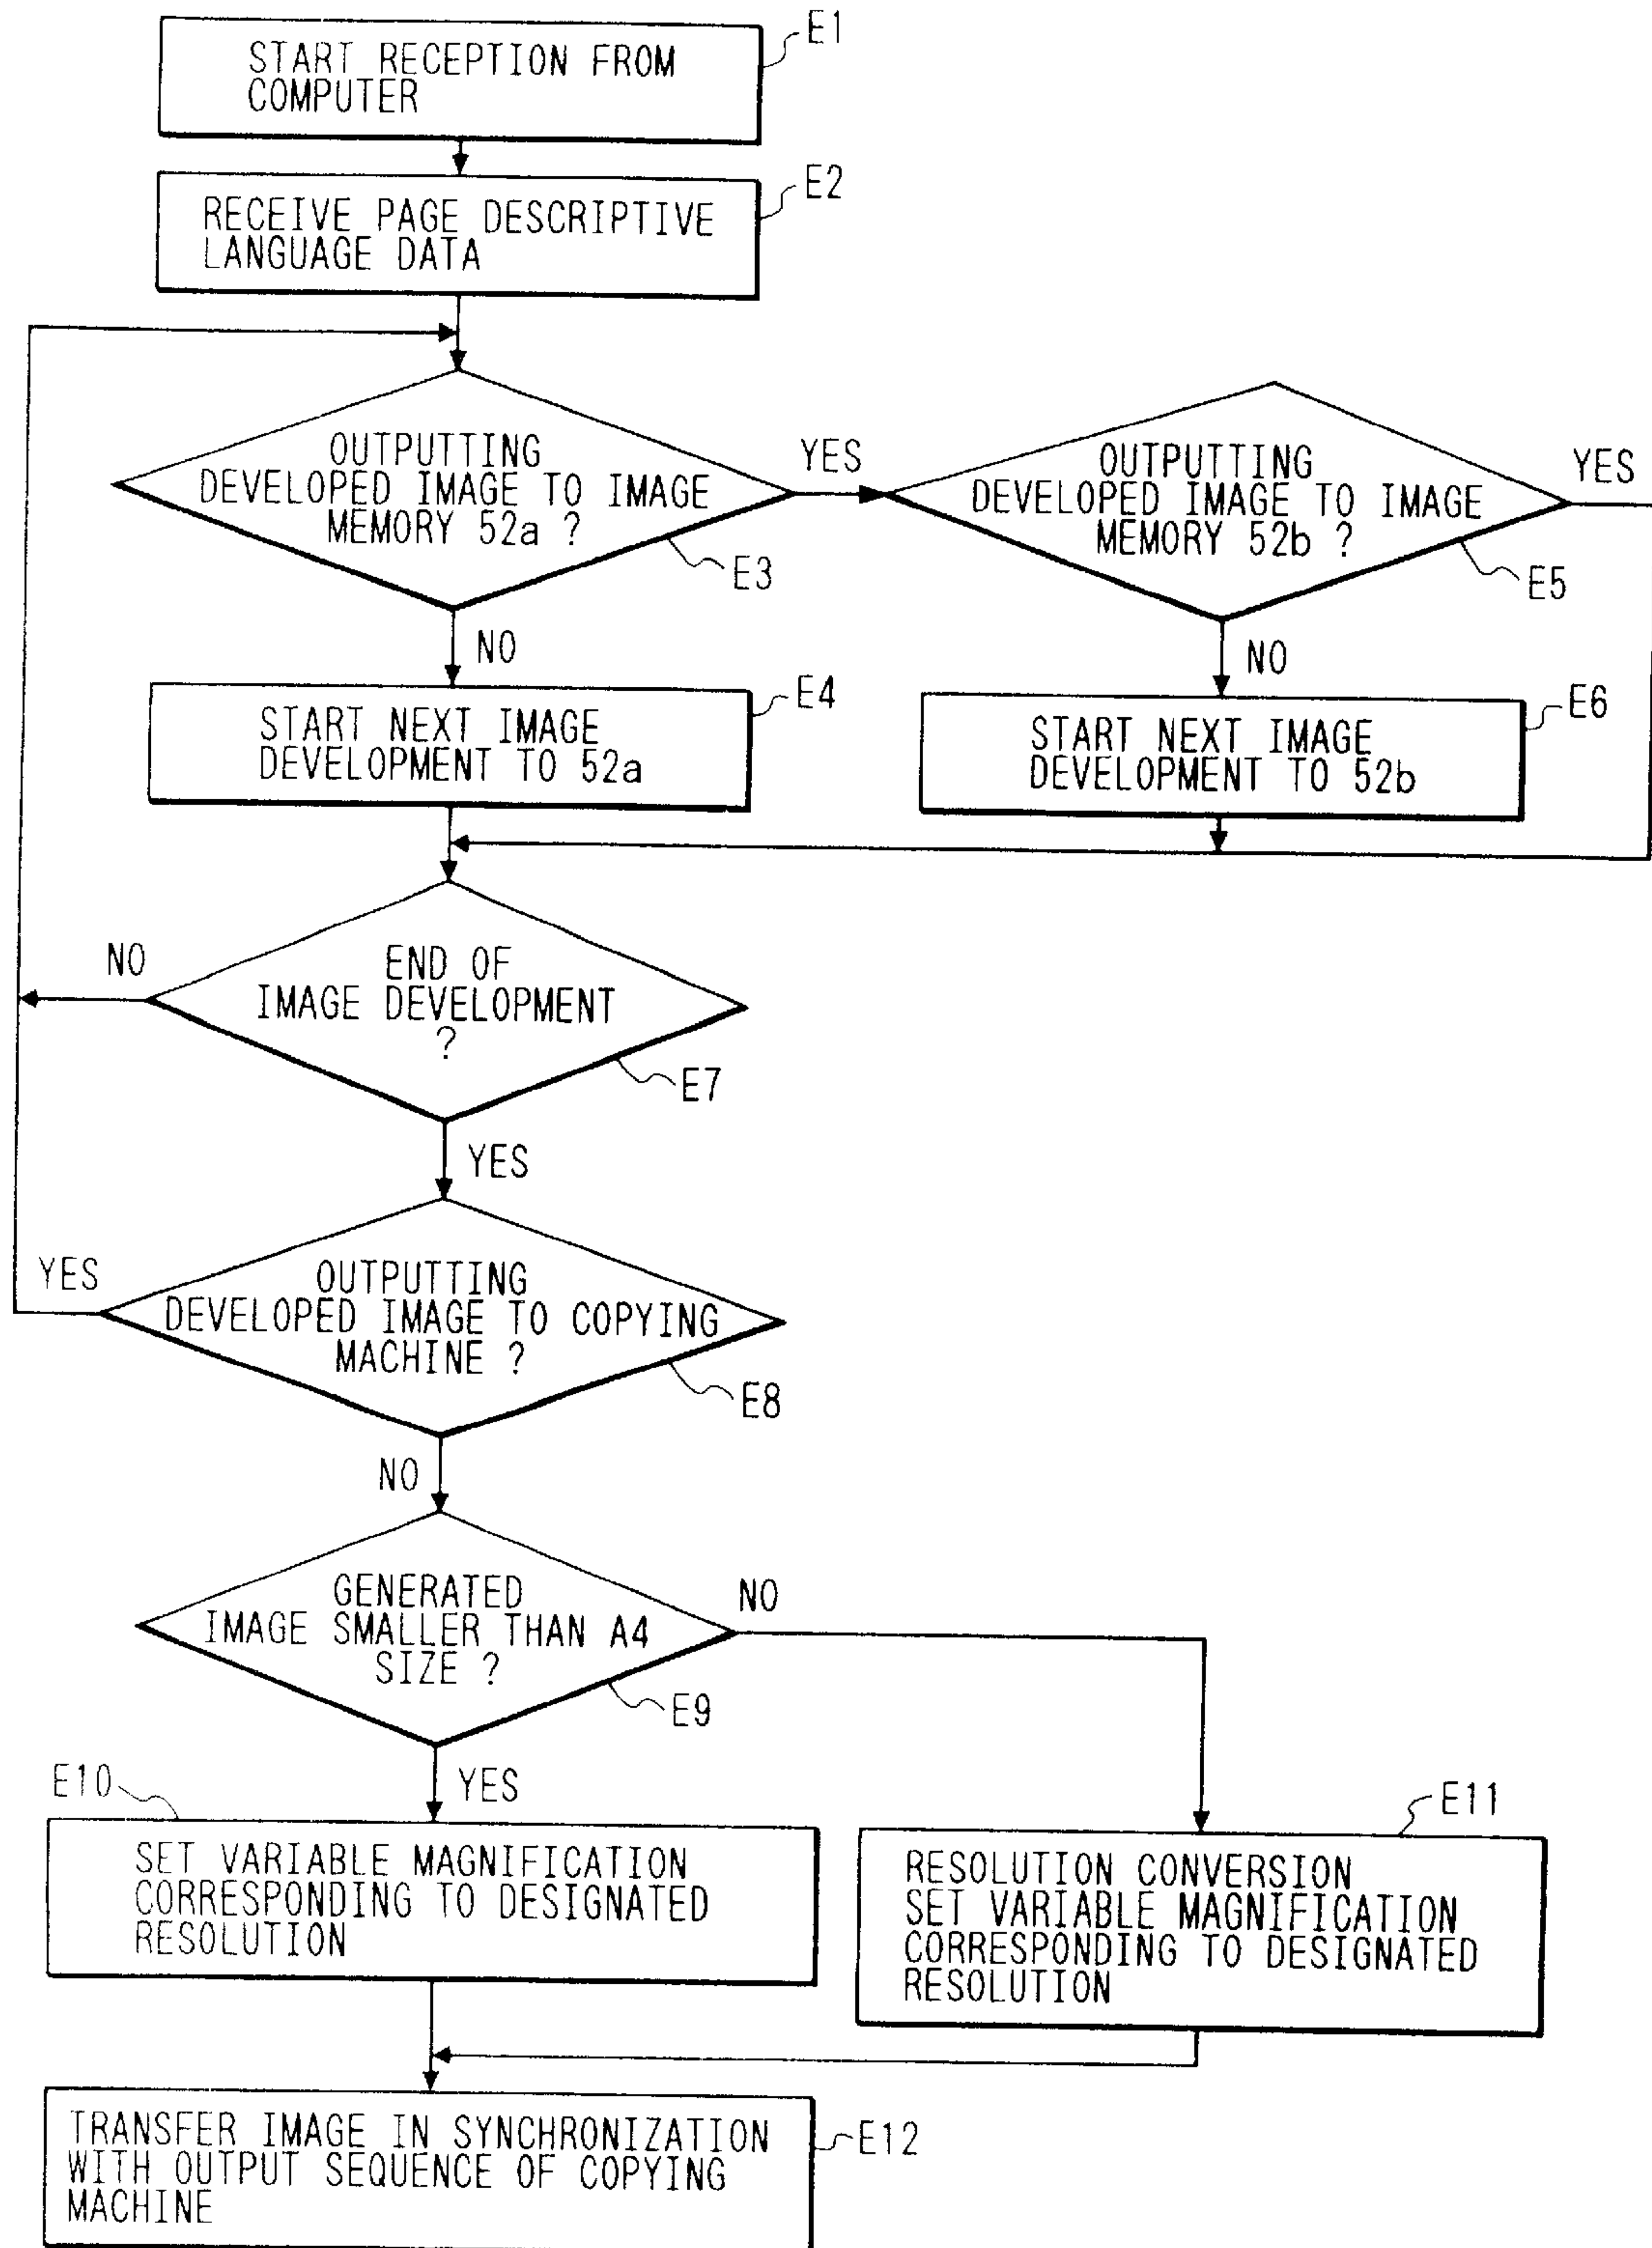 E1
START RECEPTION FROM
COMPUTER
E2
RECEIVE PAGE DESCRIPTIVE
LANGUAGE DATA
OUTPUTTING
DEVELOPED IMAGE TO IMAGE
MEMORY 52a ?
YES
E3
OUTPUTTING
DEVELOPED IMAGE TO IMAGE
MEMORY 52b ?
YES
E5
NO
NO
E4
START NEXT IMAGE
DEVELOPMENT TO 52a
E6
START NEXT IMAGE
DEVELOPMENT TO 52b
NO
END OF
IMAGE DEVELOPMENT
?
E7
YES
YES
OUTPUTTING
DEVELOPED IMAGE TO COPYING
MACHINE ?
E8
NO
GENERATED
IMAGE SMALLER THAN A4
SIZE ?
NO
E9
E10
YES
SET VARIABLE MAGNIFICATION
CORRESPONDING TO DESIGNATED
RESOLUTION
E11
RESOLUTION CONVERSION
SET VARIABLE MAGNIFICATION
CORRESPONDING TO DESIGNATED
RESOLUTION
TRANSFER IMAGE IN SYNCHRONIZATION
WITH OUTPUT SEQUENCE OF COPYING
MACHINE
E12